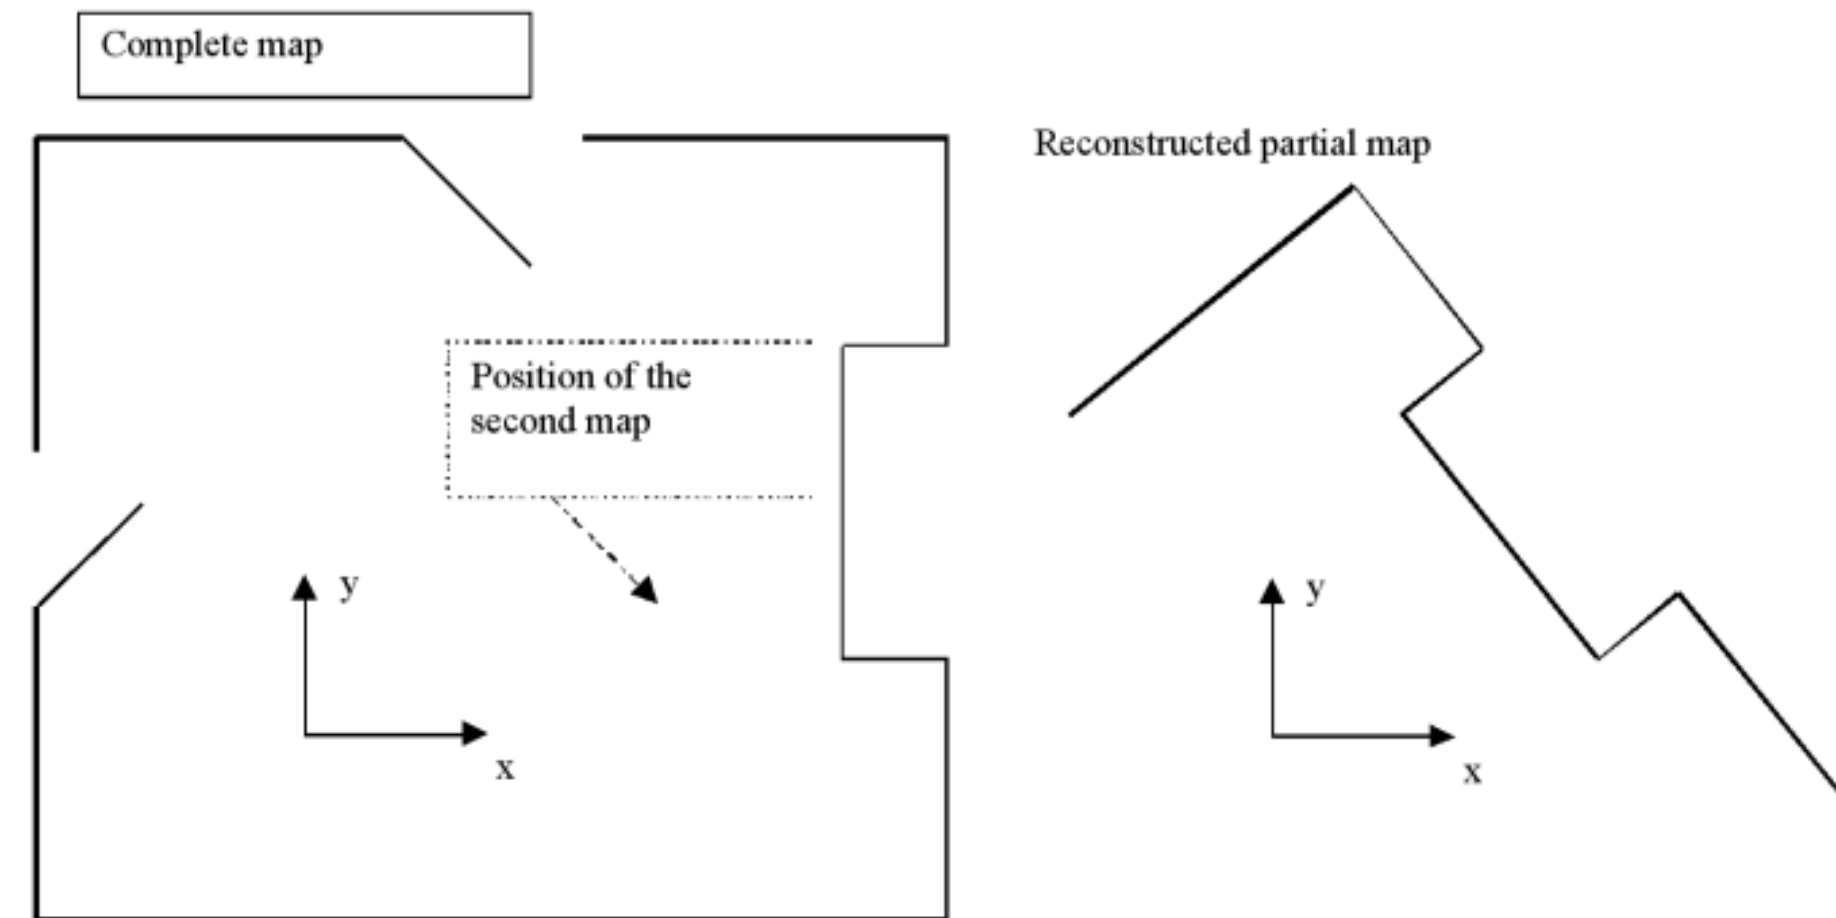 Complete map
Reconstructed partial map
Position of the
second map
y
x
y
x